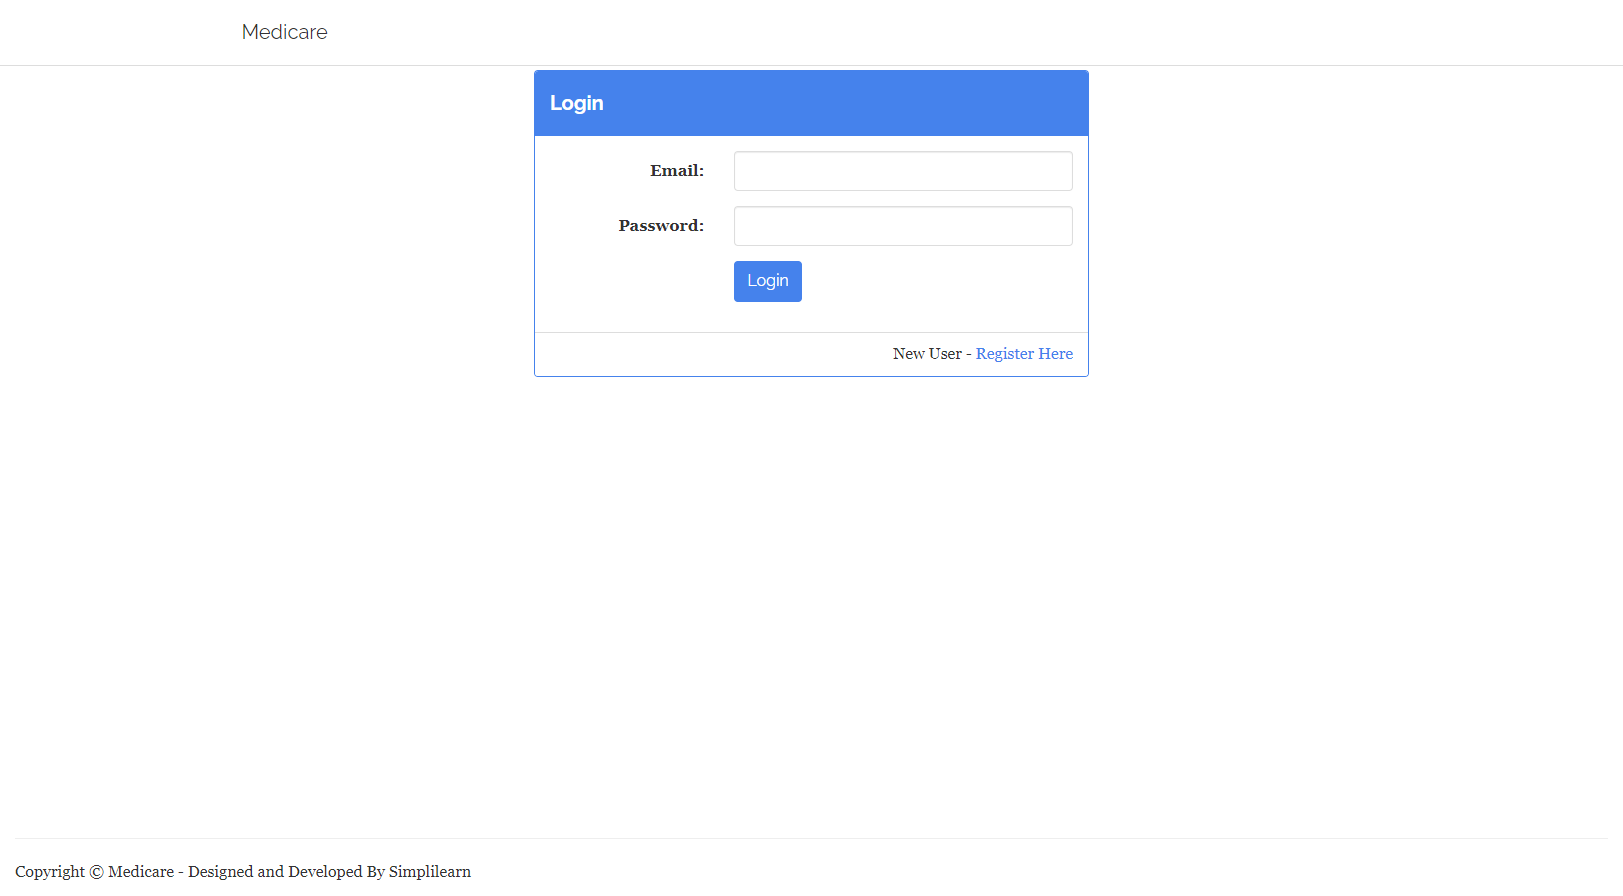 Medicare
Login
Email:
Password:
Login
New User - Register Here
Copyright © Medicare - Designed and Developed By Simplilearn